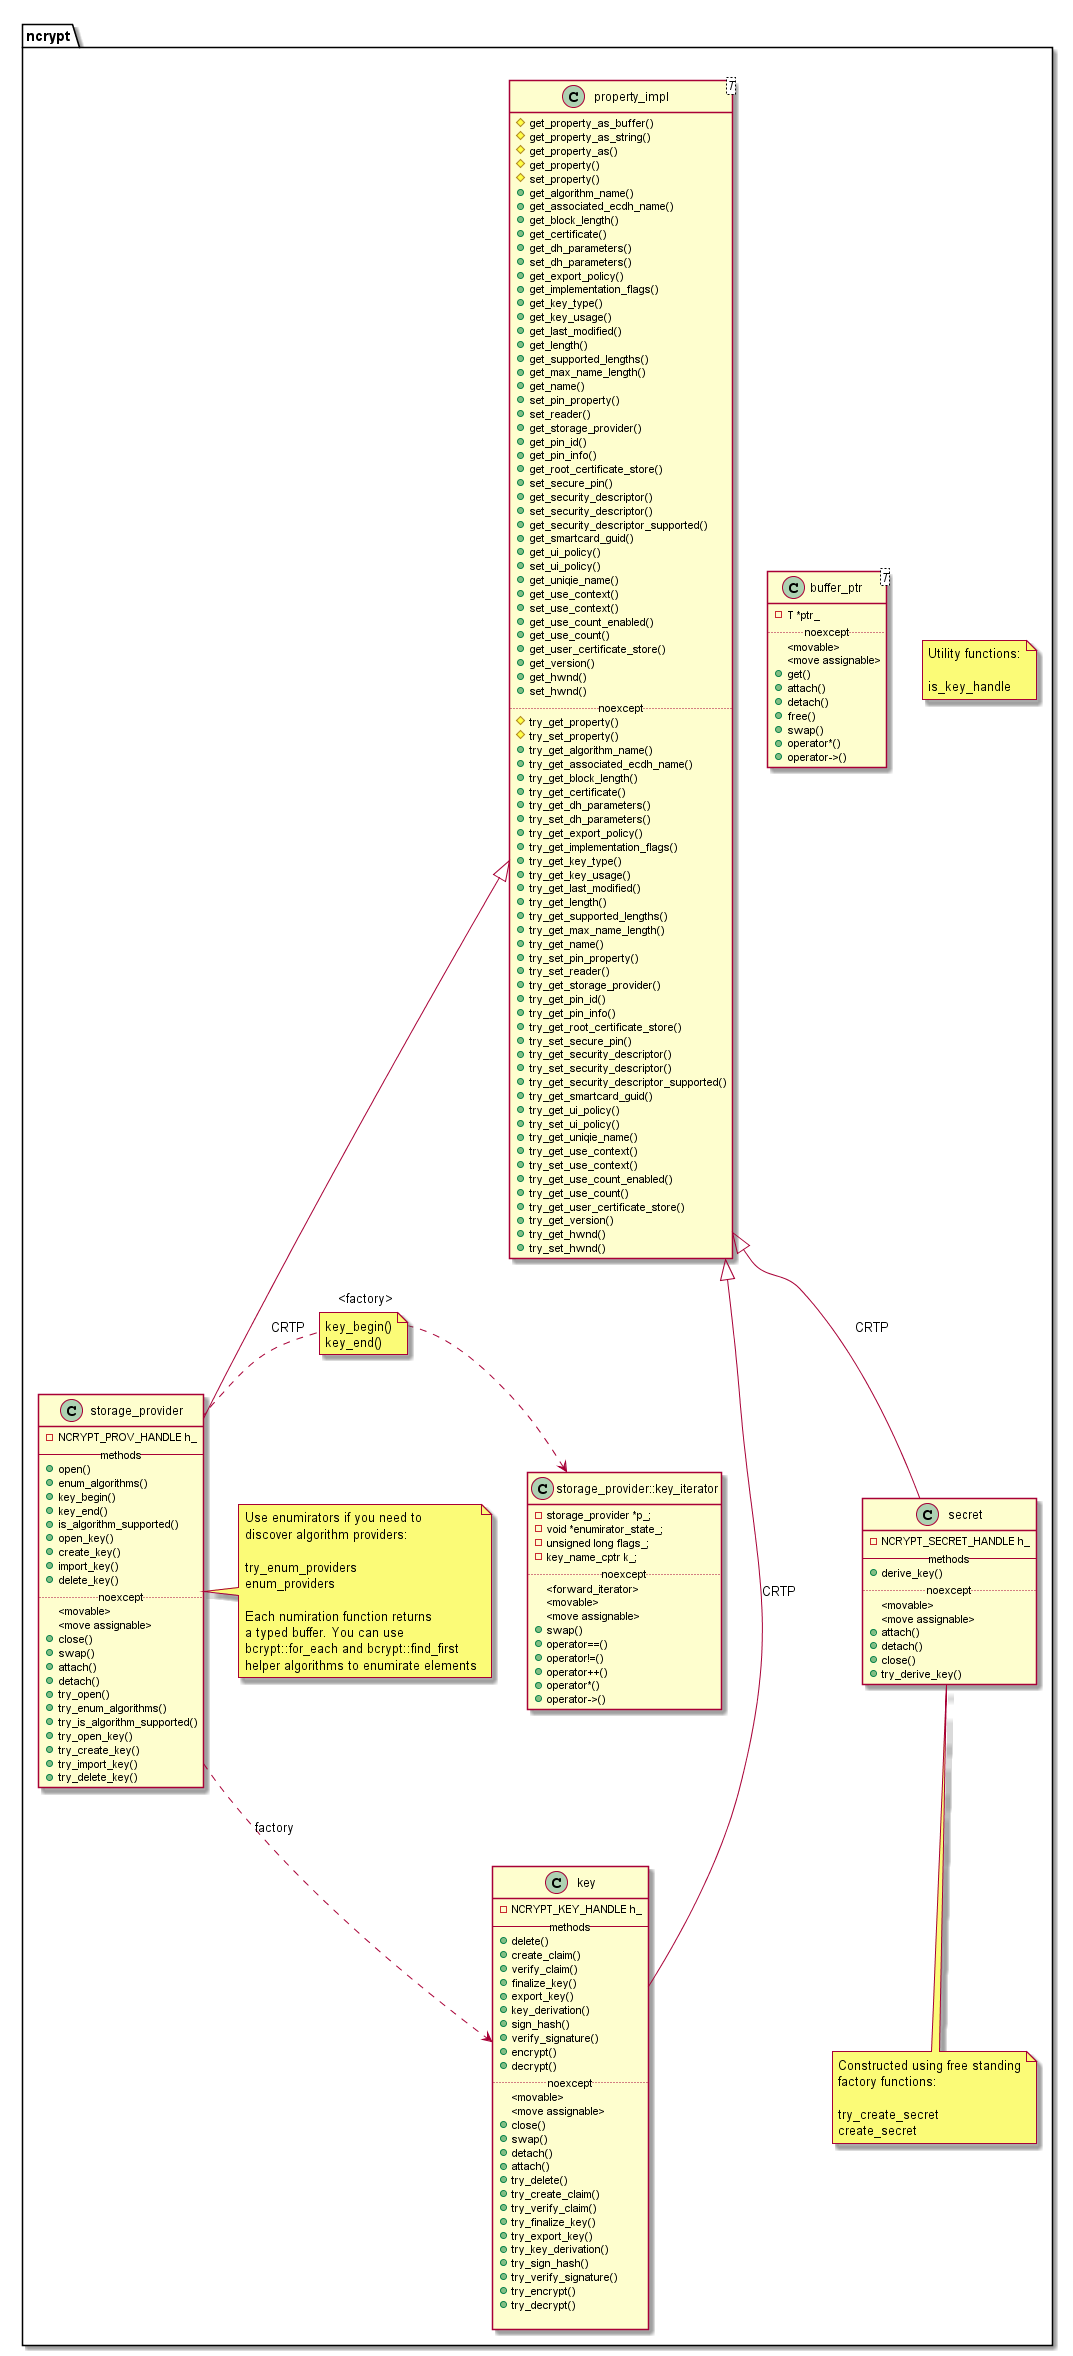 ncrypt
C property_impl
T
get_property_as_buffer()
get_property_as_string()
get_property_as()
get_property()
set_property()
get_algorithm_name()
get_associated_ecdh_name()
get_block_length()
get_certificate()
get_dh_parameters()
set_dh_parameters()
get_export_policy()
get_implementation_flags()
get_key_type()
get_key_usage()
get_last_modified()
get_length()
get_supported_lengths()
get_max_name_length()
get_name()
set_pin_property()
set_reader()
get_storage_provider()
get_pin_id()
get_pin_info()
get_root_certificate_store()
set_secure_pin()
get_security_descriptor()
set_security_descriptor()
get_security_descriptor_supported()
get_smartcard_guid()
get_ui_policy()
set_ui_policy()
get_uniqie_name()
get_use_context()
set_use_context()
get_use_count_enabled()
get_use_count()
get_user_certificate_store()
get_version()
get_hwnd()
set_hwnd()
noexcept
try_get_property()
try_set_property()
try_get_algorithm_name()
try_get_associated_ecdh_name()
try_get_block_length()
try_get_certificate()
try_get_dh_parameters()
try_set_dh_parameters()
try_get_export_policy()
try_get_implementation_flags()
try_get_key_type()
try_get_key_usage()
try_get_last_modified()
try_get_length()
try_get_supported_lengths()
try_get_max_name_length()
try_get_name()
try_set_pin_property()
try_set_reader()
try_get_storage_provider()
try_get_pin_id()
try_get_pin_info()
try_get_root_certificate_store()
try_set_secure_pin()
try_get_security_descriptor()
try_set_security_descriptor()
try_get_security_descriptor_supported()
try_get_smartcard_guid()
try_get_ui_policy()
try_set_ui_policy()
try_get_uniqie_name()
try_get_use_context()
try_set_use_context()
try_get_use_count_enabled()
try_get_use_count()
try_get_user_certificate_store()
try_get_version()
try_get_hwnd()
try_set_hwnd()
C buffer_ptr
T
T *ptr_
noexcept
<movable>
<move assignable>
get()
attach()
detach()
free()
swap()
operator*()
operator->()
Utility functions:
is_key_handle
<factory>
CRTP
key_begin()
key_end()
CRTP
C storage_provider
NCRYPT_PROV_HANDLE h_
methods
open()
enum_algorithms()
key_begin()
key_end()
is_algorithm_supported()
open_key()
create_key()
import_key()
delete_key()
noexcept
<movable>
<move assignable>
close()
swap()
attach()
detach()
try_open()
try_enum_algorithms()
try_is_algorithm_supported()
try_open_key()
try_create_key()
try_import_key()
try_delete_key()
Use enumirators if you need to
discover algorithm providers:
try_enum_providers
enum_providers
Each numiration function returns
a typed buffer. You can use
bcrypt::for_each and bcrypt::find_first
helper algorithms to enumirate elements
C storage_provider::key_iterator
storage_provider *p_;
void *enumirator_state_;
unsigned long flags_;
key_name_cptr k_;
noexcept
<forward_iterator>
<movable>
<move assignable>
swap()
operator==()
operator!=()
operator++()
operator*()
operator->()
CRTP
C secret
NCRYPT_SECRET_HANDLE h_
methods
derive_key()
noexcept
<movable>
<move assignable>
attach()
detach()
close()
try_derive_key()
factory
C key
NCRYPT_KEY_HANDLE h_
methods
delete()
create_claim()
verify_claim()
finalize_key()
export_key()
key_derivation()
sign_hash()
verify_signature()
encrypt()
decrypt()
noexcept
<movable>
<move assignable>
close()
swap()
detach()
attach()
try_delete()
try_create_claim()
try_verify_claim()
try_finalize_key()
try_export_key()
try_key_derivation()
try_sign_hash()
try_verify_signature()
try_encrypt()
try_decrypt()
Constructed using free standing
factory functions:
try_create_secret
create_secret